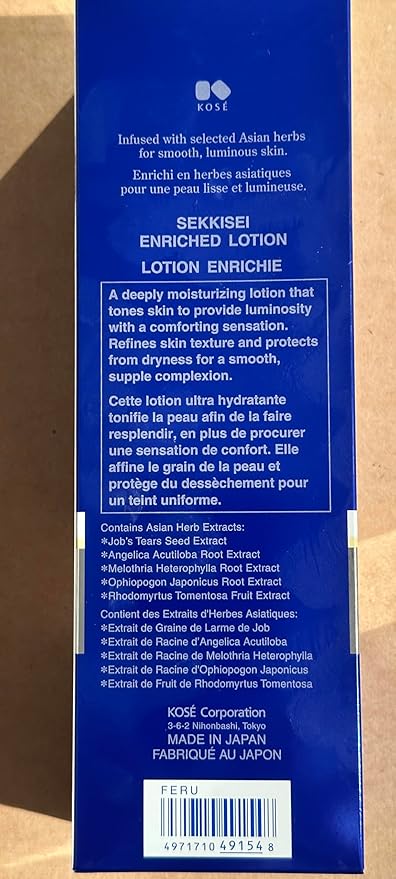 KOSÉ
Infused with selected Asian herbs
for smooth, luminous skin.
Enrichi en herbes asiatiques
pour une peau lisse et lumineuse.
SEKKISEI
ENRICHED LOTION
LOTION ENRICHIE
A deeply moisturizing lotion that
tones skin to provide luminosity
with a comforting sensation.
Refines skin texture and protects
from dryness for a smooth,
supple complexion.
Cette lotion ultra hydratante
tonifie la peau afin de la faire
resplendir, en plus de procurer
une sensation de confort. Elle
affine le grain de la peau et
protège du dessèchement pour
un teint uniforme.
Contains Asian Herb Extracts:
*Job's Tears Seed Extract
*Angelica Acutiloba Root Extract
*Melothria Heterophylla Root Extract
*Ophiopogon Japonicus Root Extract
*Rhodomyrtus Tomentosa Fruit Extract
Contient des Extraits d'Herbes Asiatiques:
*Extrait de Graine de Larme de Job
*Extrait de Racine d'Angelica Acutiloba
*Extrait de Racine de Melothria Heterophylla
*Extrait de Racine d'Ophiopogon Japonicus
*Extrait de Fruit de Rhodomyrtus Tomentosa
KOSÉ Corporation
3-6-2 Nihonbashi, Tokyo
MADE IN JAPAN
FABRIQUÉ AU JAPON
FERU
4971710 49154 8